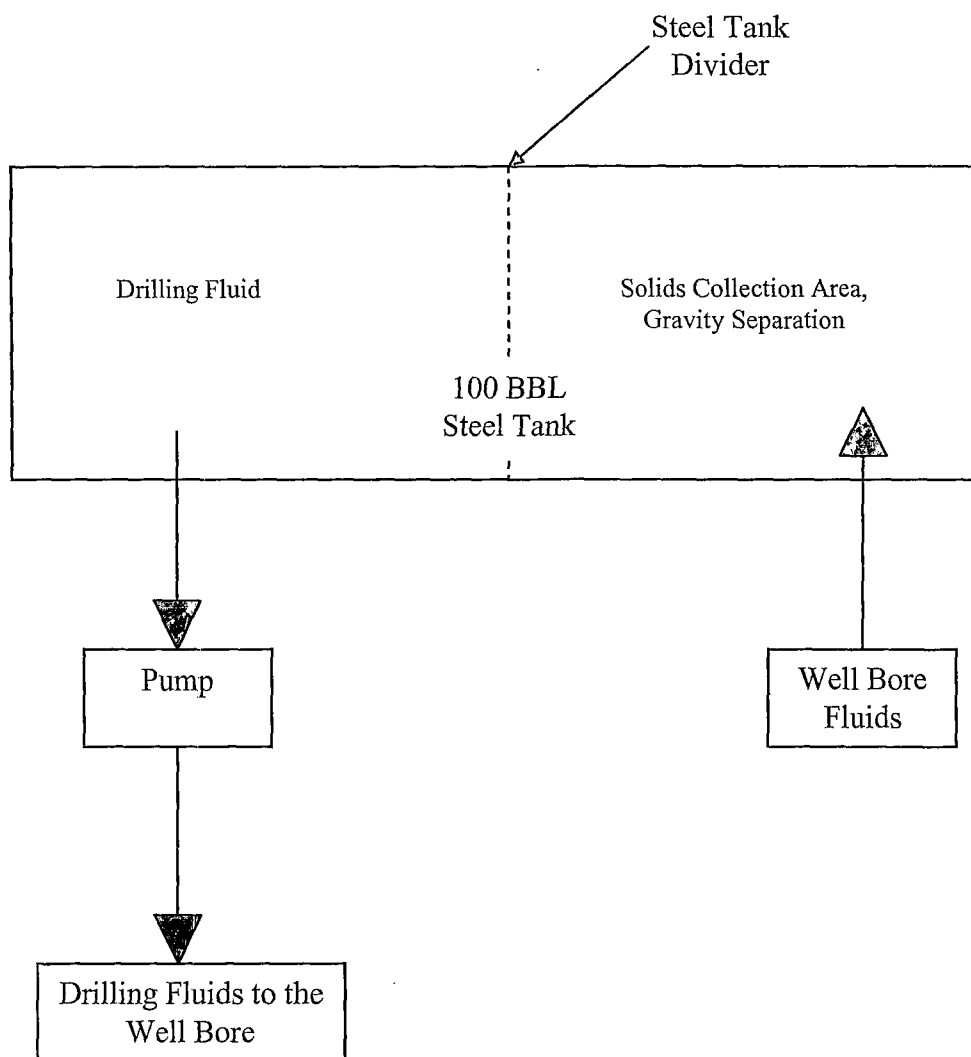 Steel Tank
Divider
Drilling Fluid
Solids Collection Area,
Gravity Separation
100 BBL
Steel Tank
Pump
Well Bore
Fluids
Drilling Fluids to the
Well Bore